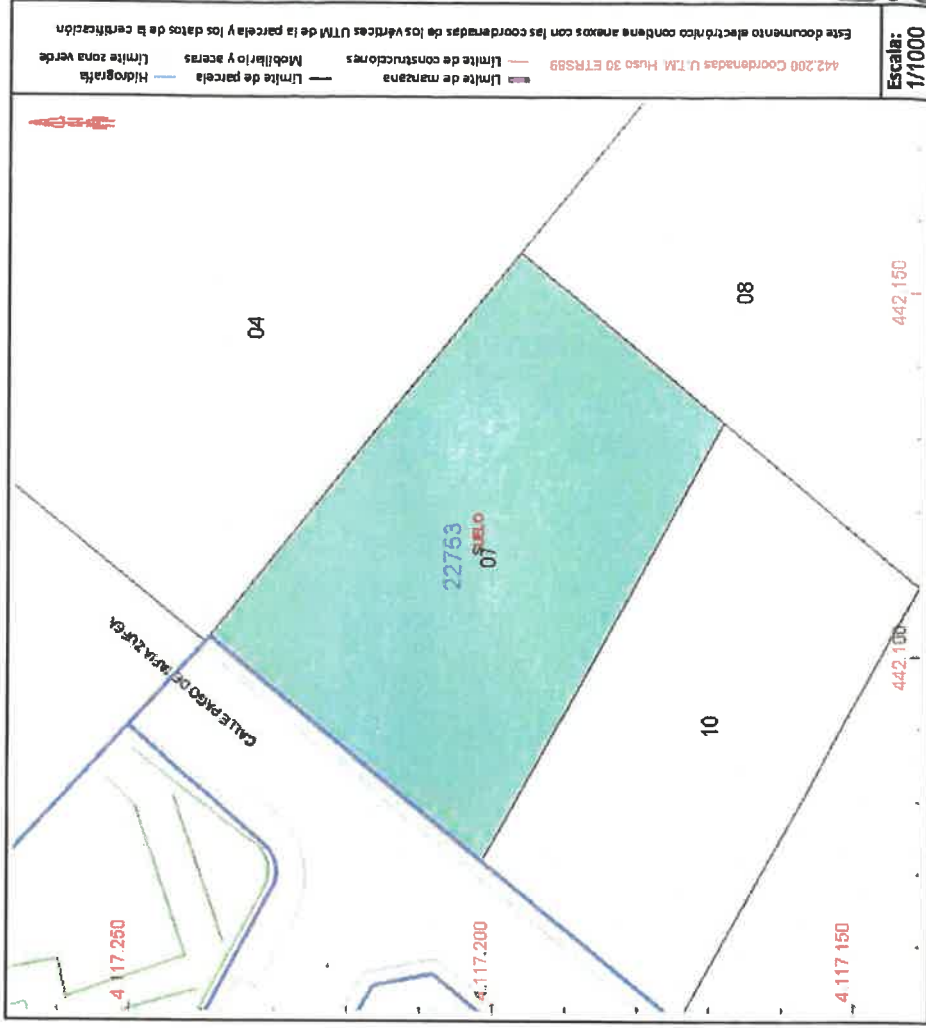 Este documento electrónico contiene anexos con las coordenadas de los vértices UTM de la parcela y los datos de la certificación
442.200 Coordenadas U.T.M. Huso 30 ETRS89
Límite de manzana
Límite de construcciones
Límite de parcela
Mobiliario y aceras
Hidrografía
Límite zona verde
Escala:
1/1000
04
08
22763
SUELO
07
10
CALLE PAGO DE
4.117.250
4.117.200
4.117.150
442.100
442.150